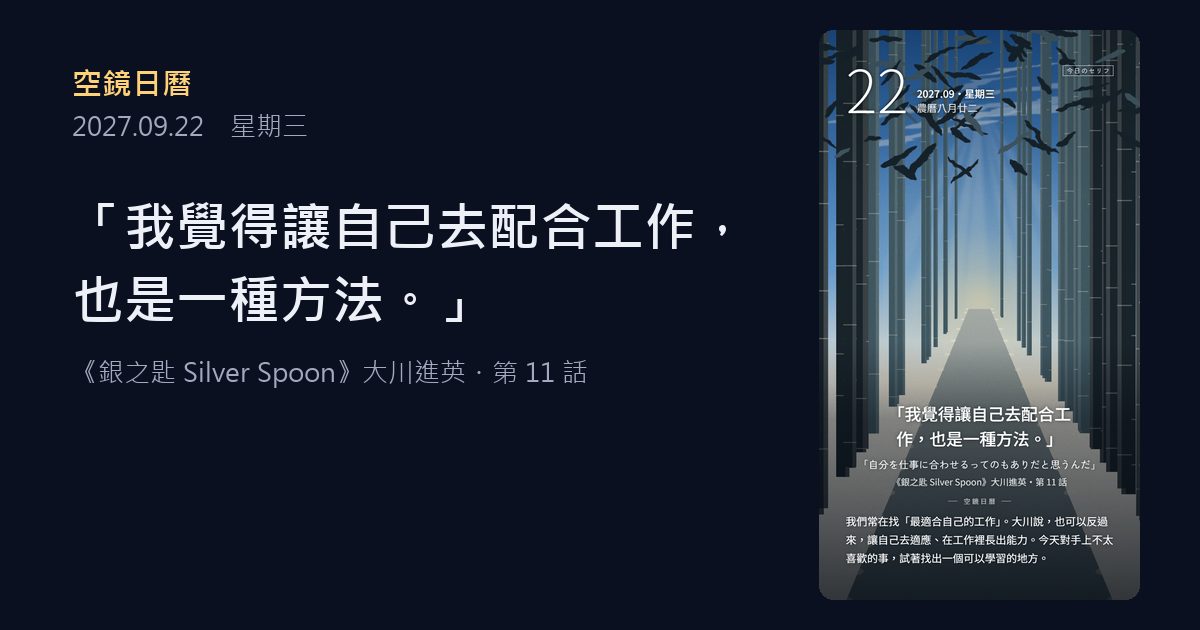 空鏡日曆
2027.09.22 星期三
「我覺得讓自己去配合工作，
也是一種方法。」
《銀之匙 Silver Spoon》大川進英・第 11 話
22
2027.09・星期三
農曆八月廿二
今日のセリフ
「我覺得讓自己去配合工
作，也是一種方法。」
「自分を仕事に合わせるってのもありだと思うんだ」
《銀之匙 Silver Spoon》大川進英・第 11 話
— 空鏡日曆 —
我們常在找「最適合自己的工作」。大川說，也可以反過
來，讓自己去適應、在工作裡長出能力。今天對手上不太
喜歡的事，試著找出一個可以學習的地方。